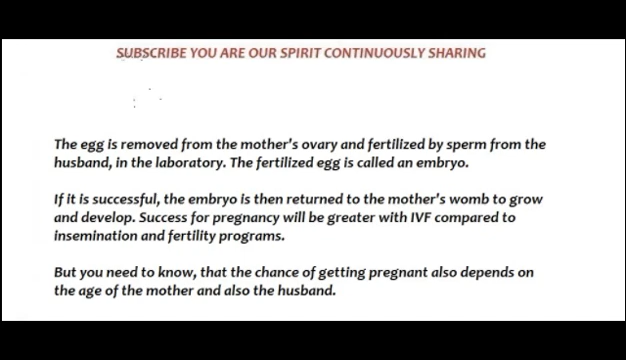 SUBSCRIBE YOU ARE OUR SPIRIT CONTINUOUSLY SHARING
The egg is removed from the mother's ovary and fertilized by sperm from the
husband, in the laboratory. The fertilized egg is called an embryo.
If it is successful, the embryo is then returned to the mother's womb to grow
and develop. Success for pregnancy will be greater with IVF compared to
insemination and fertility programs.
But you need to know, that the chance of getting pregnant also depends on
the age of the mother and also the husband.